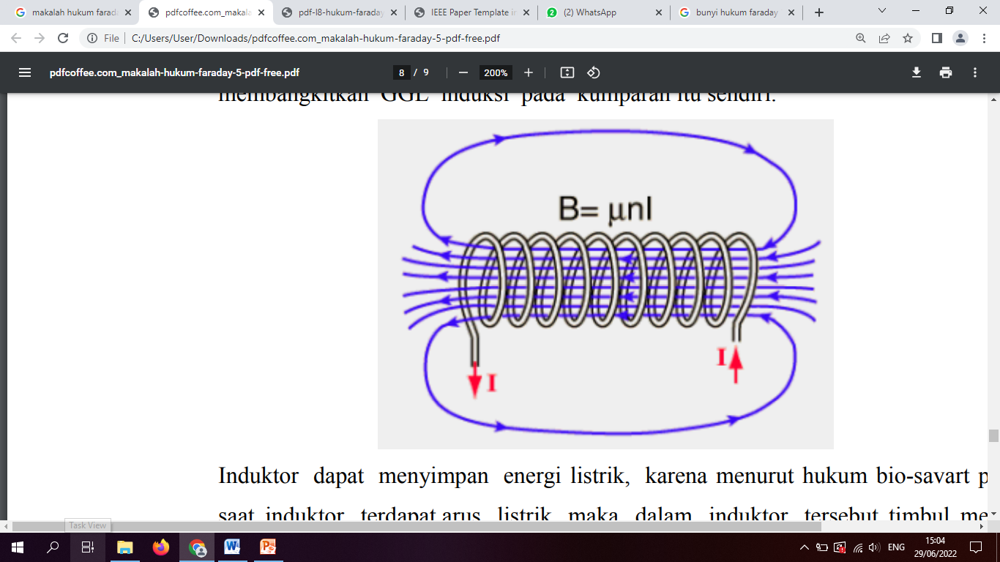 makalah hukum farada
pdfcoffee.com_makala
pdf-l8-hukum-faraday
IEEE Paper Template in
(2) WhatsApp
bunyi hukum faraday
File
C:/Users/User/Downloads/pdfcoffee.com_makalah-hukum-faraday-5-pdf-free.pdf
pdfcoffee.com_makalah-hukum-faraday-5-pdf-free.pdf
8 / 9
200%
membangkitkan GGL induksi pada kumparan itu sendiri.
B= μnI
I
I
Induktor dapat menyimpan energi listrik, karena menurut hukum bio-savart p
saat induktor terdapat arus listrik maka dalam induktor tersebut timbul me
Task View
ENG
15:04
29/06/2022